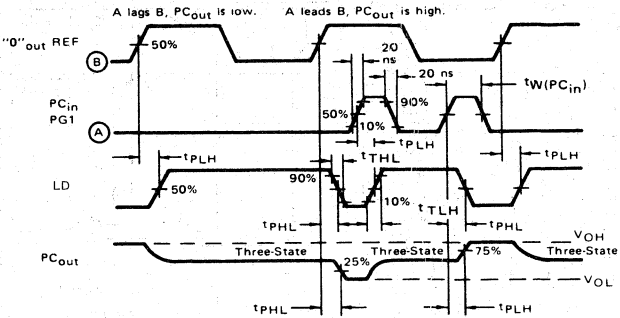 A lags B, PCout is low. A leads B, PCout is high.
"0"out REF
B
50%
20
ns
20 ns
tW(PCin)
PCin
PG1
A
50%
90%
10%
tPLH
tPLH
tTHL
tPLH
LD
50%
90%
10%
tTLH
tPHL
tPHL
VOH
PCout
Three-State
25%
Three-State
75%
Three-State
VOL
tPHL
tPLH